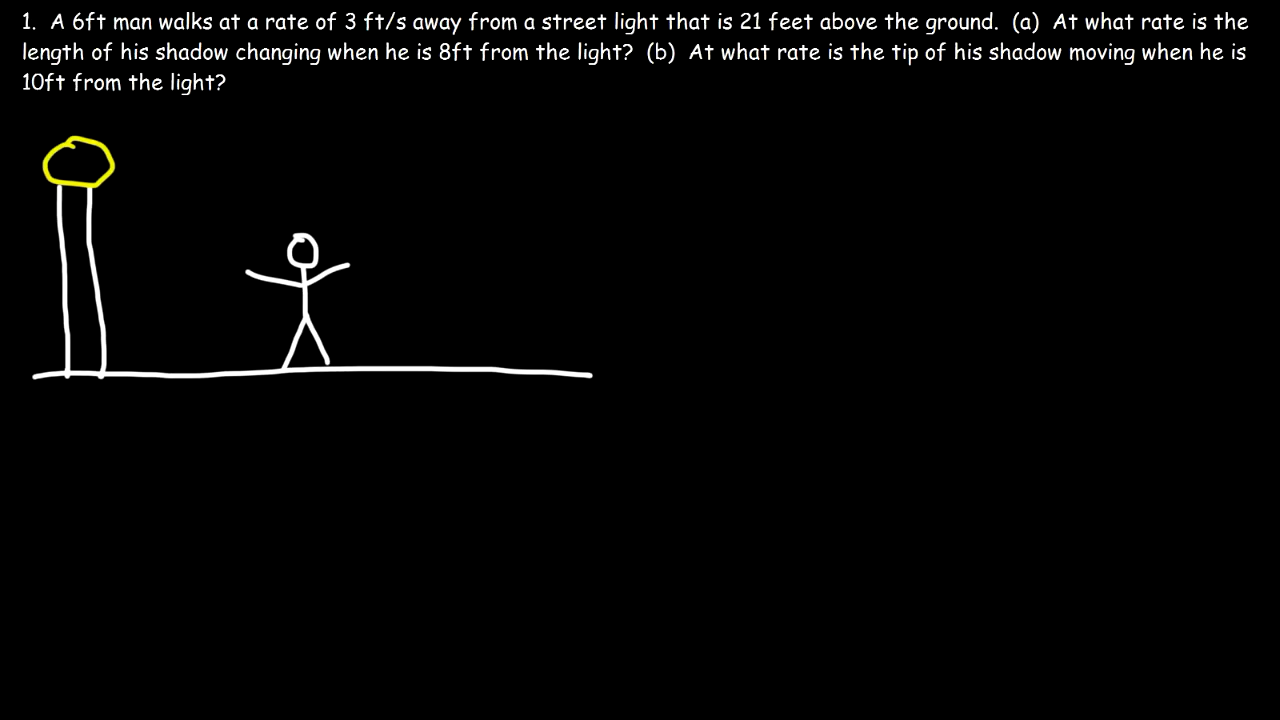 1. A 6ft man walks at a rate of 3 ft/s away from a street light that is 21 feet above the ground. (a) At what rate is the
length of his shadow changing when he is 8ft from the light? (b) At what rate is the tip of his shadow moving when he is
10ft from the light?